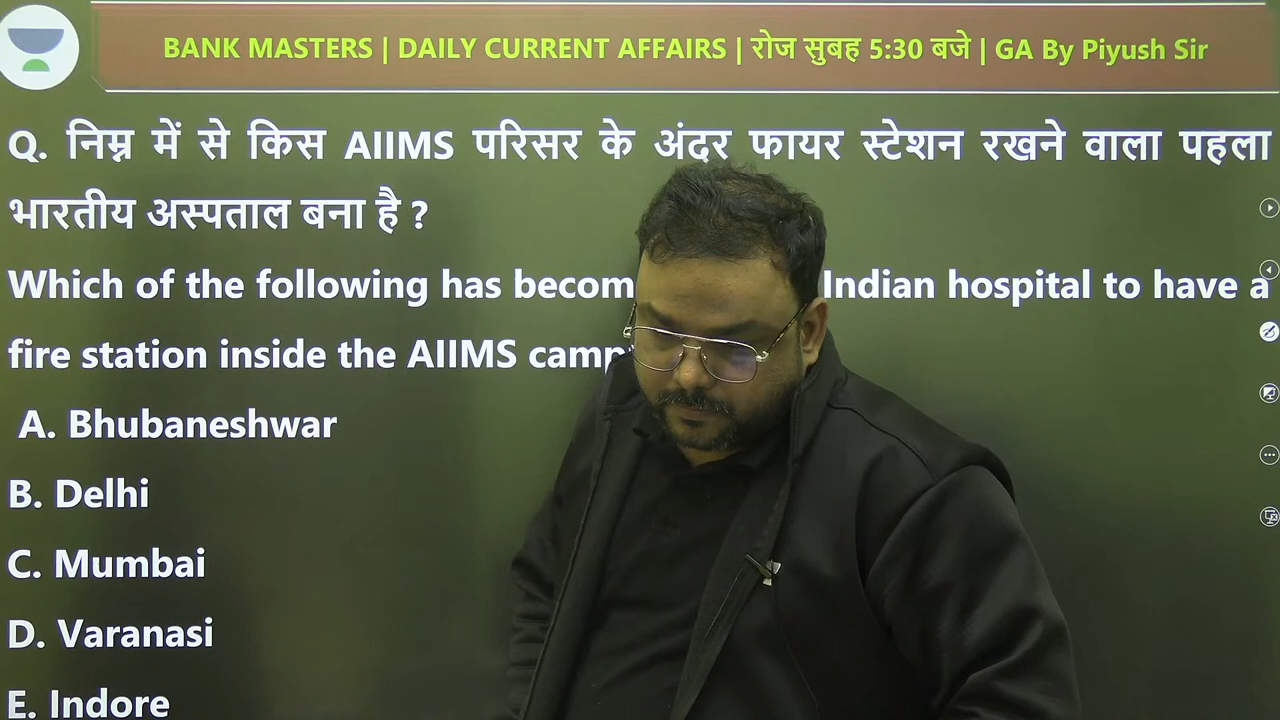 BANK MASTERS | DAILY CURRENT AFFAIRS | रोज सुबह 5:30 बजे | GA By Piyush Sir
Q. निम्न में से किस AIIMS परिसर के अंदर फायर स्टेशन रखने वाला पहला
भारतीय अस्पताल बना है ?
Which of the following has Indian hospital to have a
fire station inside the AIIMS
A. Bhubaneshwar
B. Delhi
C. Mumbai
D. Varanasi
E. Indore